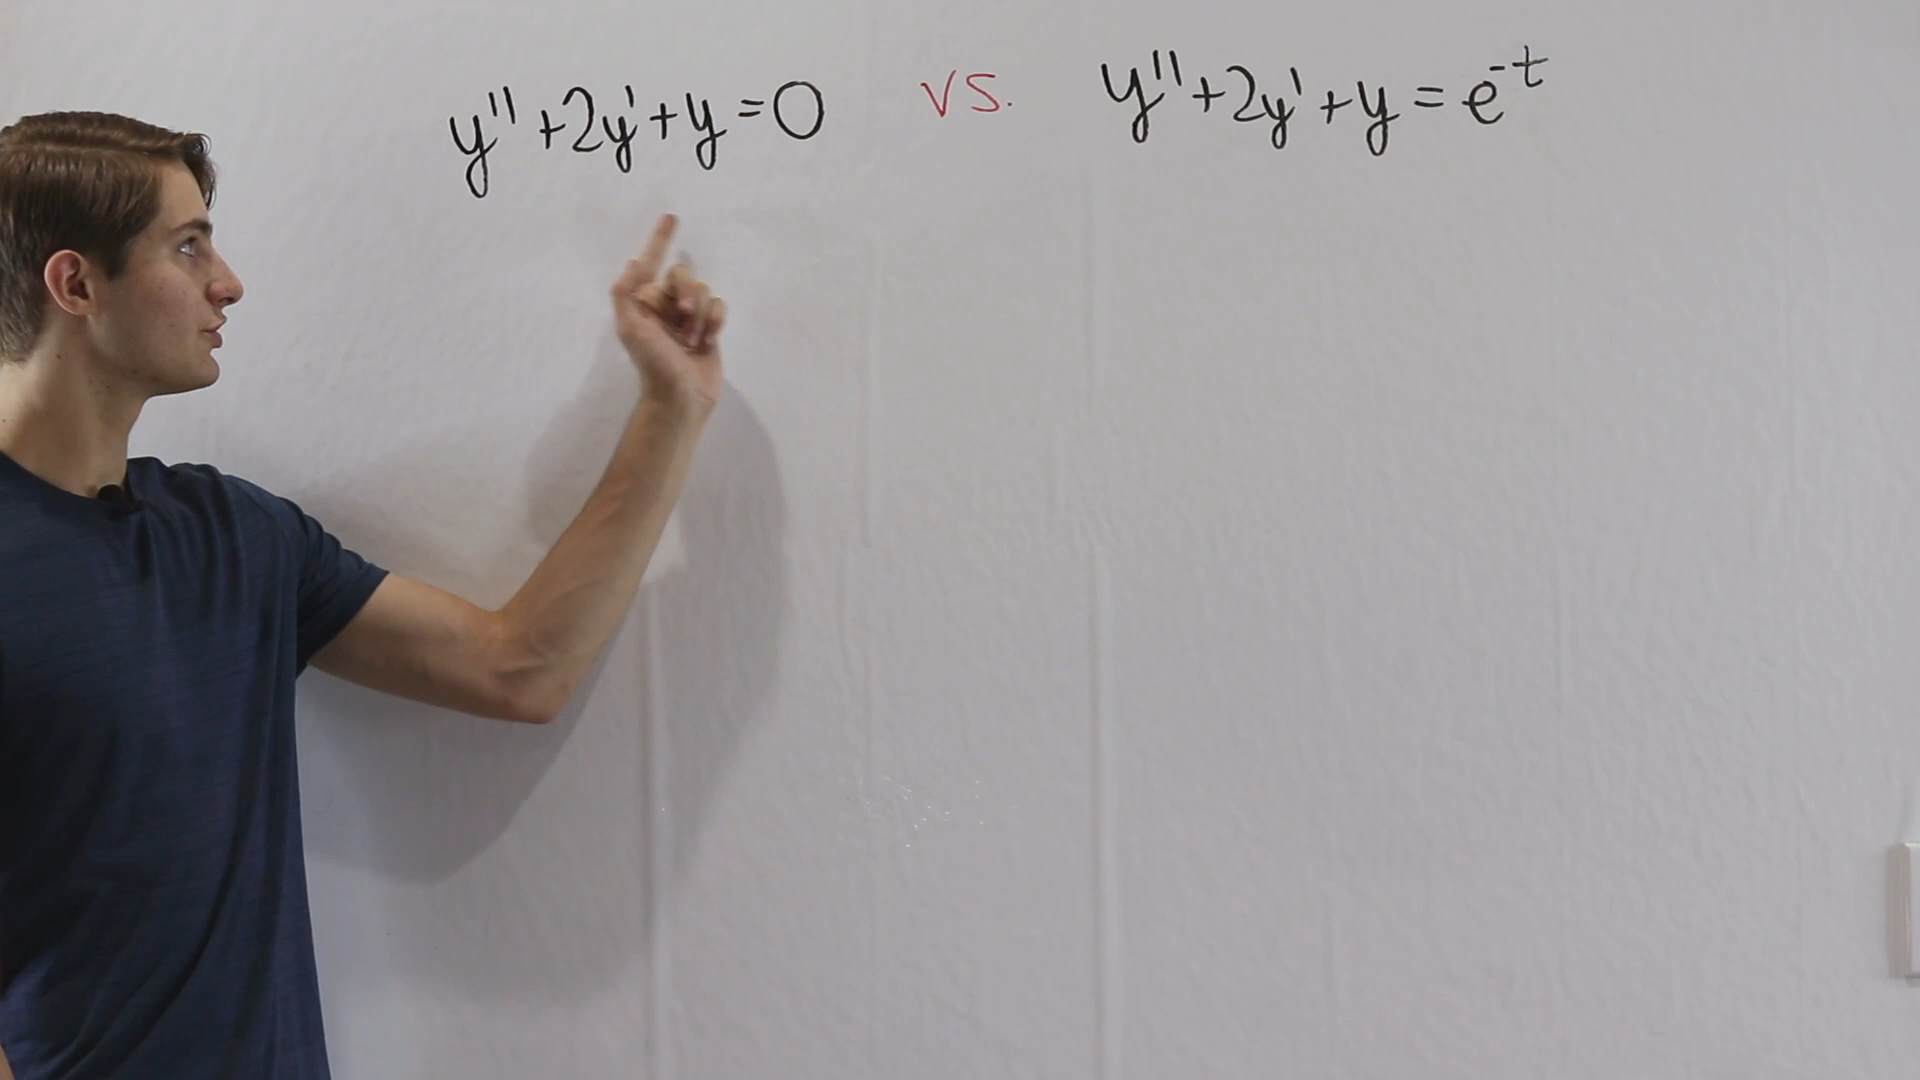 y'' + 2y' + y = 0 vs. y'' + 2y' + y = e^{-t}